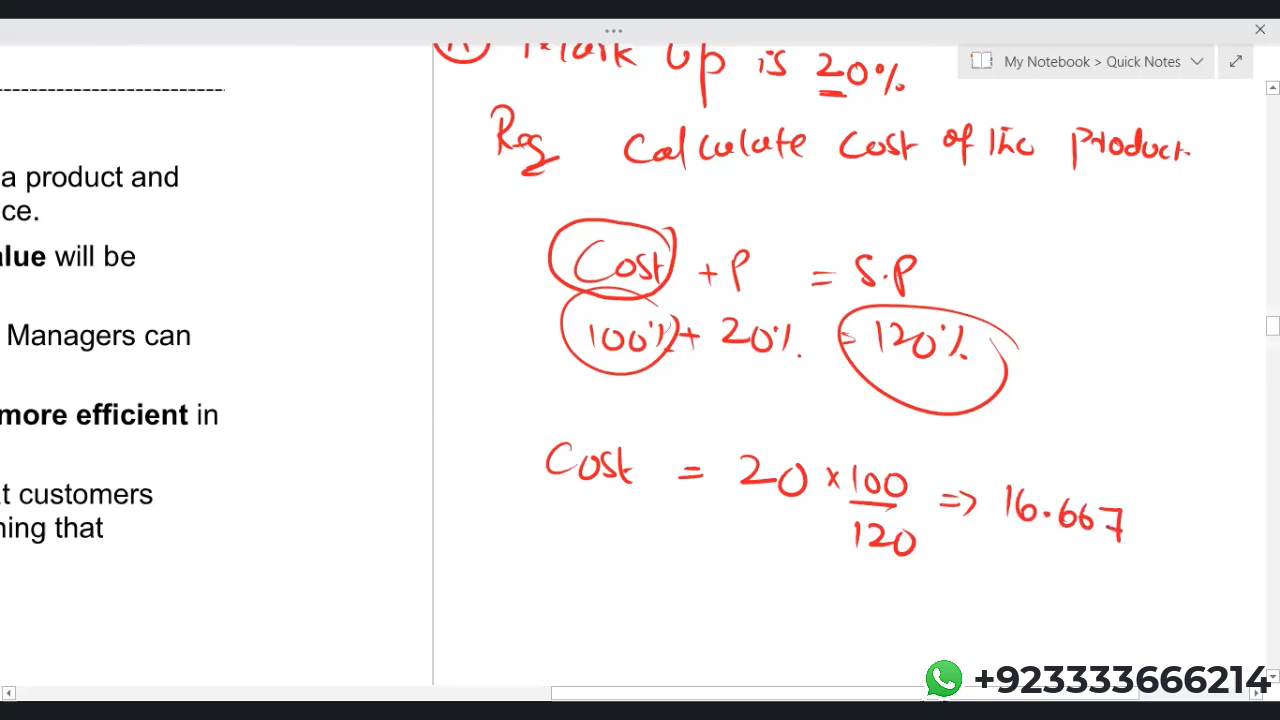 My Notebook > Quick Notes
Mark up is 20%
Req Calculate Cost of the product.
a product and
ce.
alue will be
Managers can
more efficient in
at customers
ning that
Cost + P = S.P
100% + 20% = 120%
Cost = 20 × 100/120 => 16.667
+923333666214